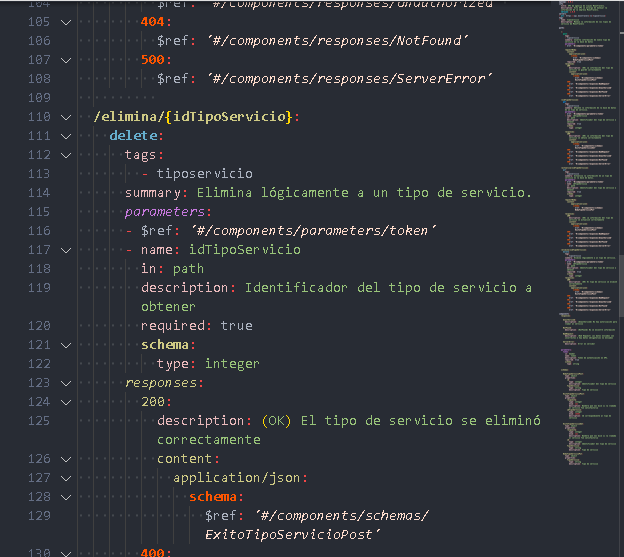 104 $ref: ´#/components/responses/Unauthorized´
105 404:
106 $ref: ´#/components/responses/NotFound´
107 500:
108 $ref: ´#/components/responses/ServerError´
109
110 /elimina/{idTipoServicio}:
111 delete:
112 tags:
113 - tiposervicio
114 summary: Elimina lógicamente a un tipo de servicio.
115 parameters:
116 - $ref: ´#/components/parameters/token´
117 - name: idTipoServicio
118 in: path
119 description: Identificador del tipo de servicio a
obtener
120 required: true
121 schema:
122 type: integer
123 responses:
124 200:
125 description: (OK) El tipo de servicio se eliminó
correctamente
126 content:
127 application/json:
128 schema:
129 $ref: ´#/components/schemas/
ExitoTipoServicioPost´
130 400: